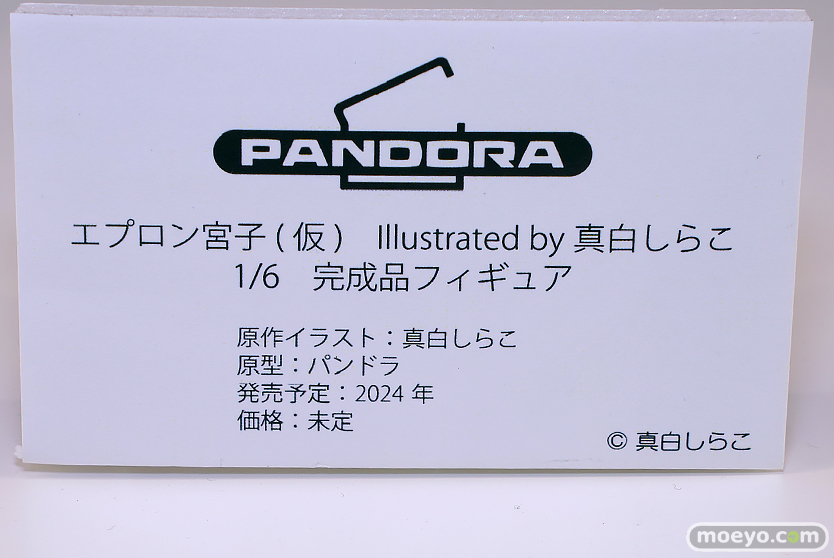 PANDORA
エプロン宮子(仮) Illustrated by 真白しらこ
1/6 完成品フィギュア
原作イラスト：真白しらこ
原型：パンドラ
発売予定：2024 年
価格：未定
© 真白しらこ
moeyo.com